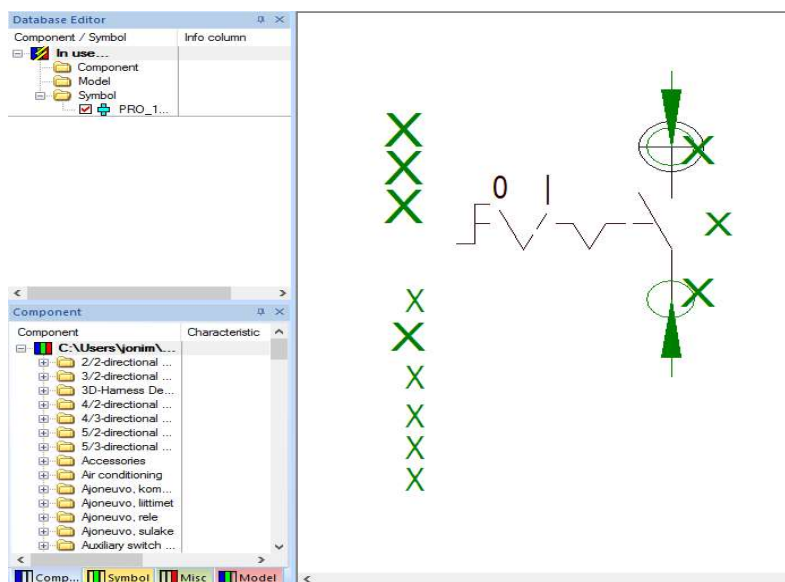 Database Editor
Component / Symbol Info column
In use...
Component
Model
Symbol
PRO_1...
Component
Component Characteristic
C:\Users\jonim\...
2/2-directional ...
3/2-directional ...
3D-Harness De...
4/2-directional ...
4/3-directional ...
5/2-directional ...
5/3-directional ...
Accessories
Air conditioning
Ajoneuvo, kom...
Ajoneuvo, liittimet
Ajoneuvo, rele
Ajoneuvo, sulake
Auxiliary switch ...
Comp... Symbol Misc Model
X
X
X
0 |
X
X
X
X
X
X
X
X
X